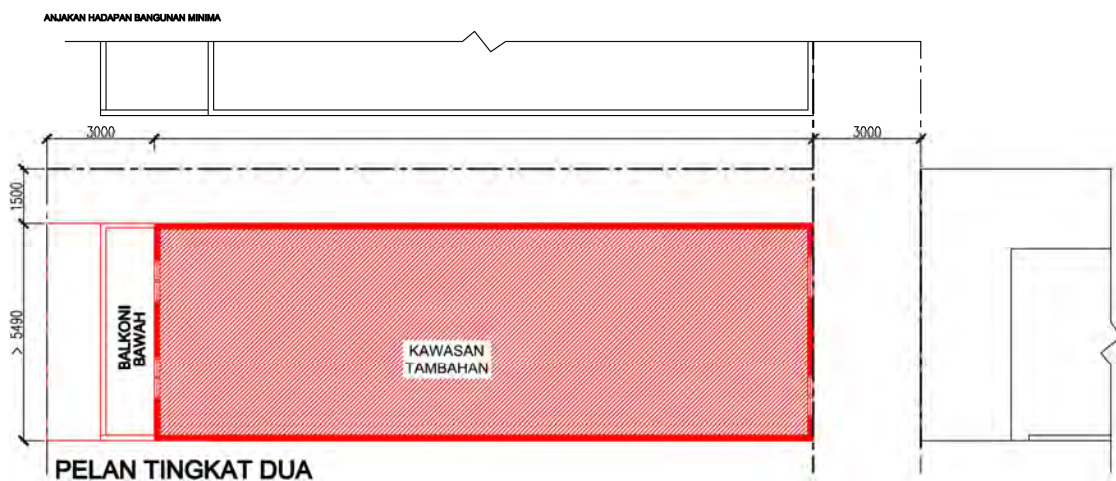 ANJAKAN HADAPAN BANGUNAN MINIMA
3000
3000
1500
> 5490
BALKONI
BAWAH
KAWASAN
TAMBAHAN
PELAN TINGKAT DUA